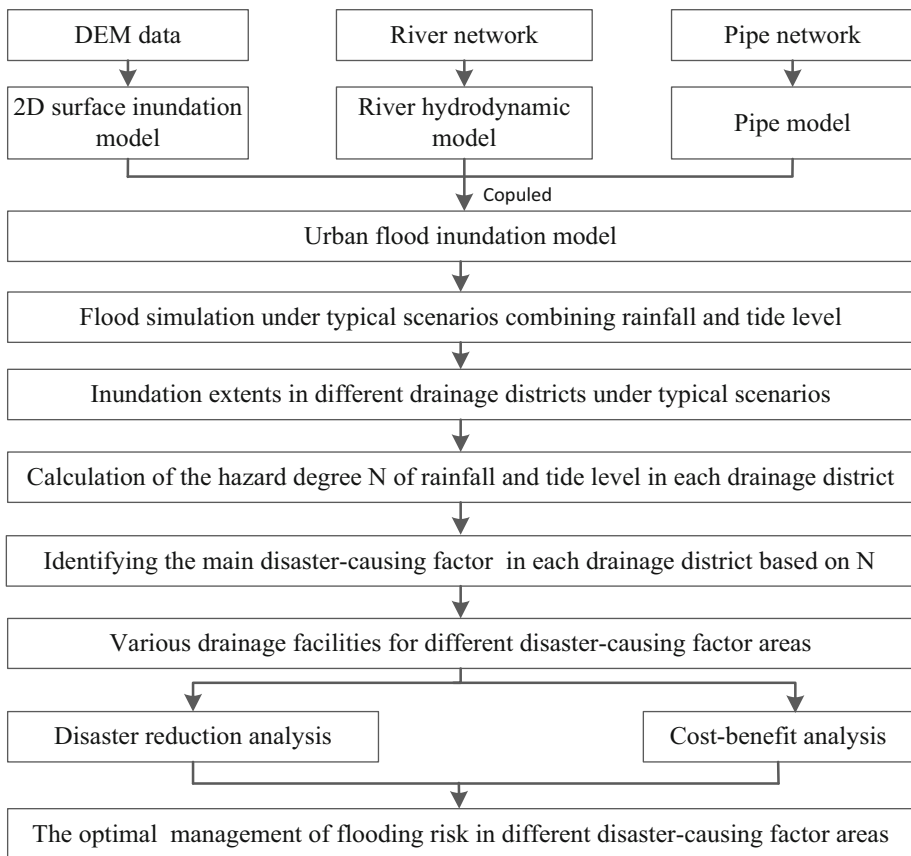 DEM data
River network
Pipe network
2D surface inundation
model
River hydrodynamic
model
Pipe model
Copuled
Urban flood inundation model
Flood simulation under typical scenarios combining rainfall and tide level
Inundation extents in different drainage districts under typical scenarios
Calculation of the hazard degree N of rainfall and tide level in each drainage district
Identifying the main disaster-causing factor in each drainage district based on N
Various drainage facilities for different disaster-causing factor areas
Disaster reduction analysis
Cost-benefit analysis
The optimal management of flooding risk in different disaster-causing factor areas